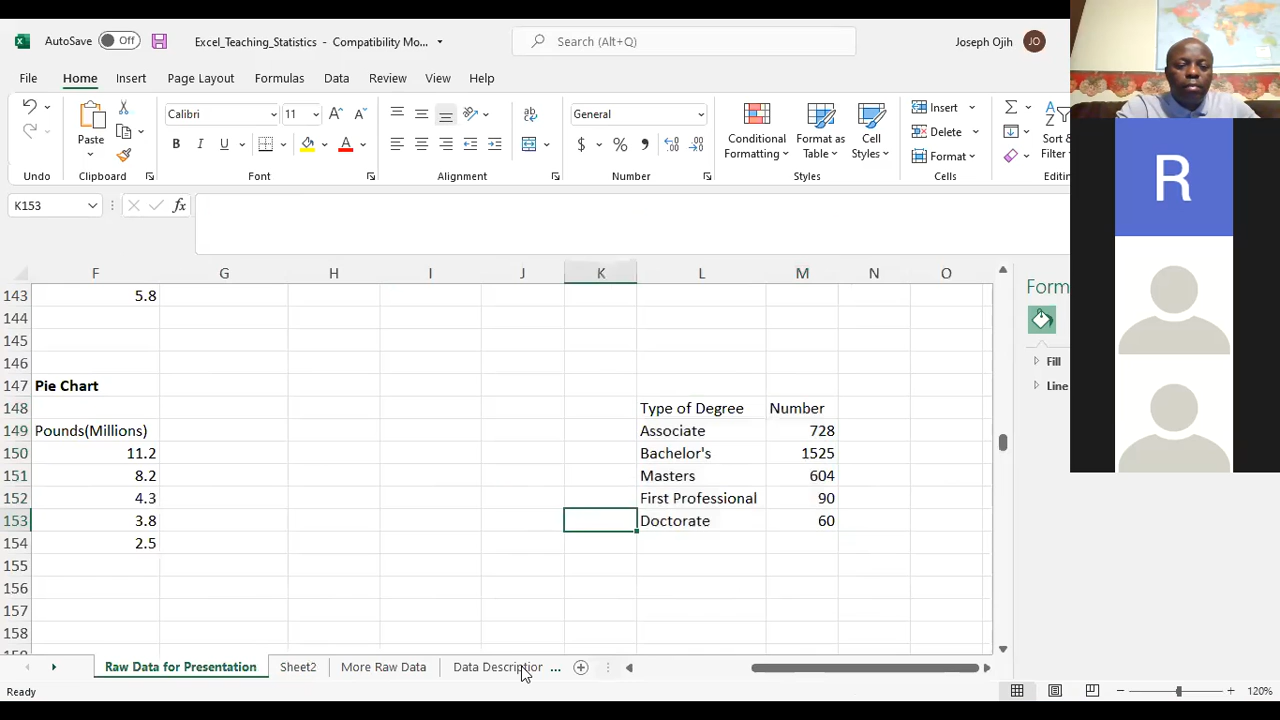 AutoSave Off Excel_Teaching_Statistics - Compatibility Mo... Search (Alt+Q) Joseph Ojih JO
File Home Insert Page Layout Formulas Data Review View Help
Calibri 11 General Insert
Paste B I U $ % Conditional Formatting Format as Table Cell Styles Delete Sort & Filter
Format
Undo Clipboard Font Alignment Number Styles Cells Editin
K153 fx
F G H I J K L M N O
Form
143 5.8
144
145
146
Fill
147 Pie Chart
Line
148 Type of Degree Number
149 Pounds(Millions) Associate 728
150 11.2 Bachelor's 1525
151 8.2 Masters 604
152 4.3 First Professional 90
153 3.8 Doctorate 60
154 2.5
155
156
157
158
Raw Data for Presentation Sheet2 More Raw Data Data Description ...
Ready 120%
R